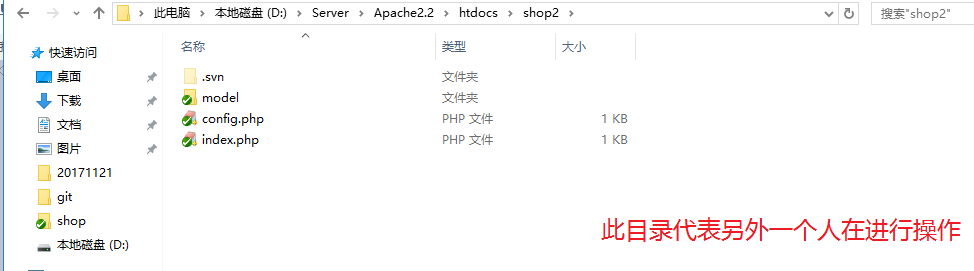 此电脑 > 本地磁盘 (D:) > Server > Apache2.2 > htdocs > shop2 >
搜索"shop2"
快速访问
桌面
下载
文档
图片
20171121
git
shop
本地磁盘 (D:)
名称 类型 大小
.svn 文件夹
model 文件夹
config.php PHP 文件 1 KB
index.php PHP 文件 1 KB
此目录代表另外一个人在进行操作